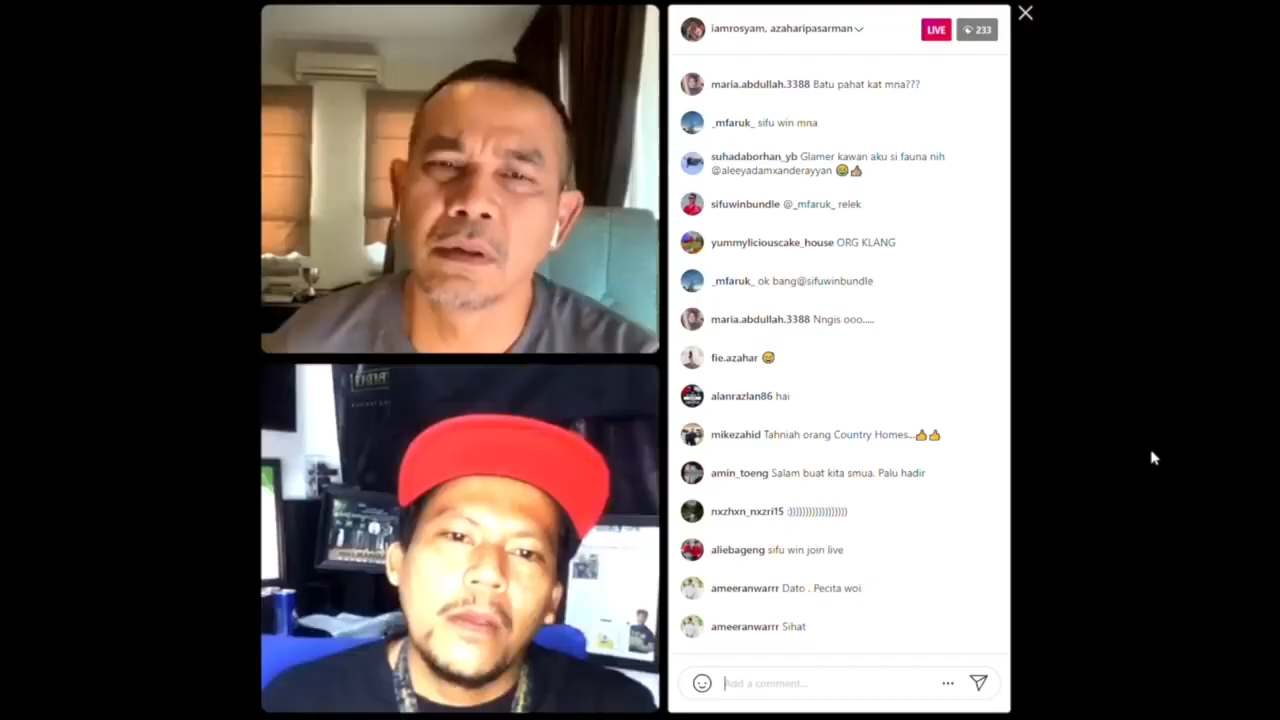 iamrosyam, azaharipasarman
LIVE
233
maria.abdullah.3388 Batu pahat kat mna???
_mfaruk_ sifu win mna
suhadaborhan_yb Glamer kawan aku si fauna nih
@aleeyadamxanderayyan 😂👍
sifuwinbundle @_mfaruk_ relek
yummyliciouscake_house ORG KLANG
_mfaruk_ ok bang@sifuwinbundle
maria.abdullah.3388 Nngis ooo.....
fie.azahar 😅
alanrazlan86 hai
mikezahid Tahniah orang Country Homes...👍👍
amin_toeng Salam buat kita smua. Palu hadir
nxzhxn_nxzri15 :))))))))))))))))))
aliebageng sifu win join live
ameeranwarrr Dato . Pecita woi
ameeranwarrr Sihat
Add a comment...